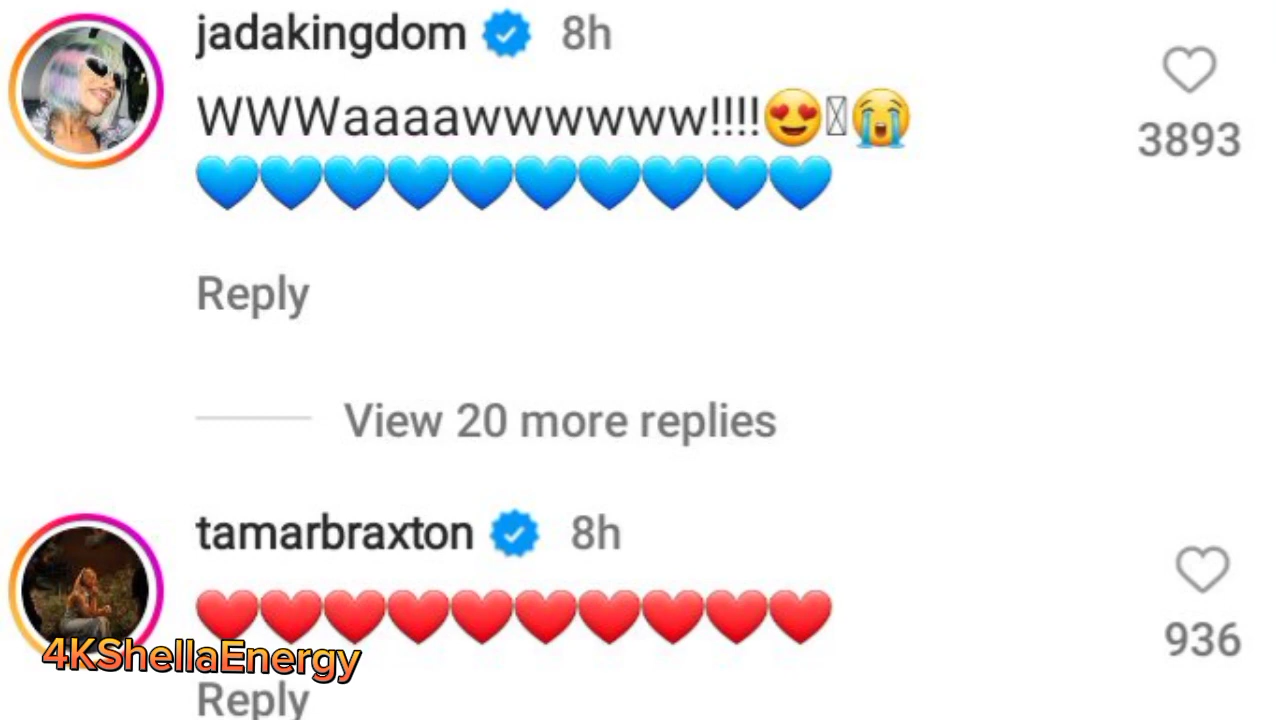 jadakingdom 8h
WWWaaaawwwwww!!!!😍▯😭
💙💙💙💙💙💙💙💙💙💙
3893
Reply
View 20 more replies
tamarbraxton 8h
❤️❤️❤️❤️❤️❤️❤️❤️❤️❤️
936
4KShellaEnergy
Reply